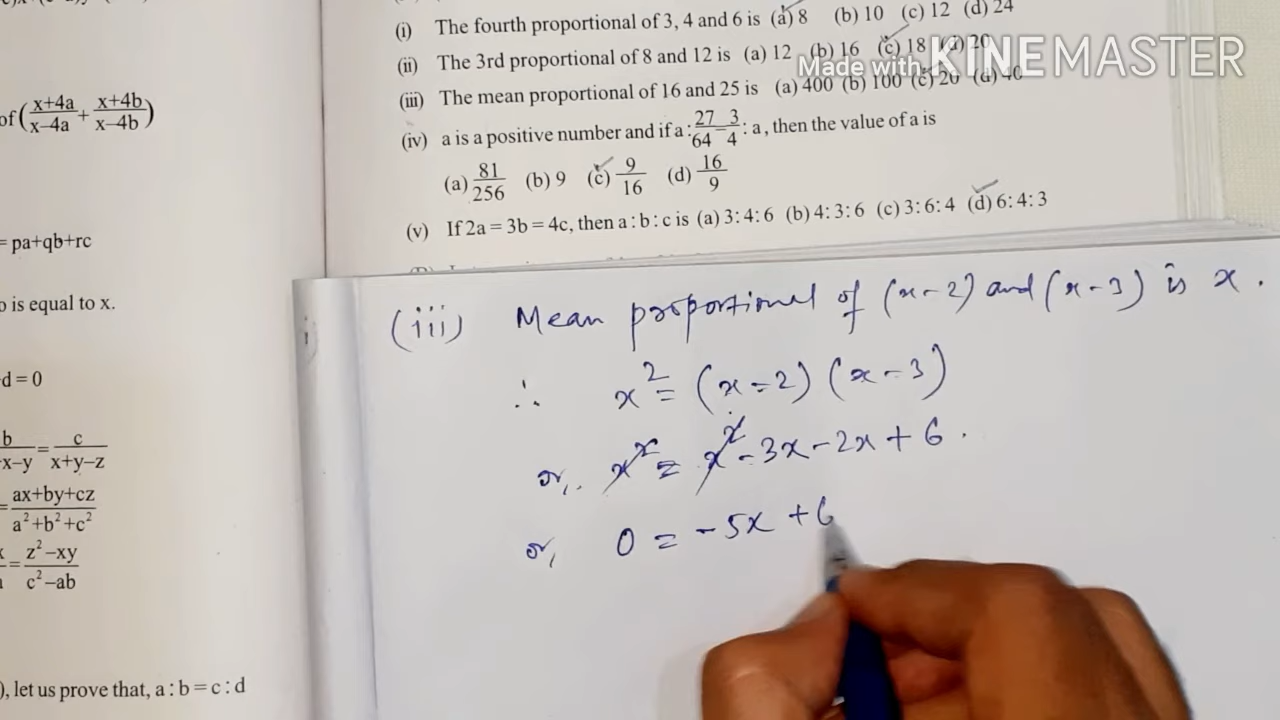 of (x+4a/x–4a + x+4b/x–4b)
= pa+qb+rc
is equal to x.
d = 0
b/x–y = c/x+y–z
= ax+by+cz/a²+b²+c²
= z²–xy/c²–ab
), let us prove that, a : b = c : d
(i) The fourth proportional of 3, 4 and 6 is (a) 8 (b) 10 (c) 12 (d) 24
(ii) The 3rd proportional of 8 and 12 is (a) 12 (b) 16 (c) 18 (d) 20
Made with KINEMASTER
(iii) The mean proportional of 16 and 25 is (a) 400 (b) 100 (c) 20 (d) 40
(iv) a is a positive number and if a : 27/64 = 3/4 : a, then the value of a is
(a) 81/256 (b) 9 (c) 9/16 (d) 16/9
(v) If 2a = 3b = 4c, then a : b : c is (a) 3 : 4 : 6 (b) 4 : 3 : 6 (c) 3 : 6 : 4 (d) 6 : 4 : 3
(iii) Mean proportional of (x-2) and (x-3) is x.
∴ x² = (x-2) (x-3)
or, x² = x² - 3x - 2x + 6.
or, 0 = -5x + 6